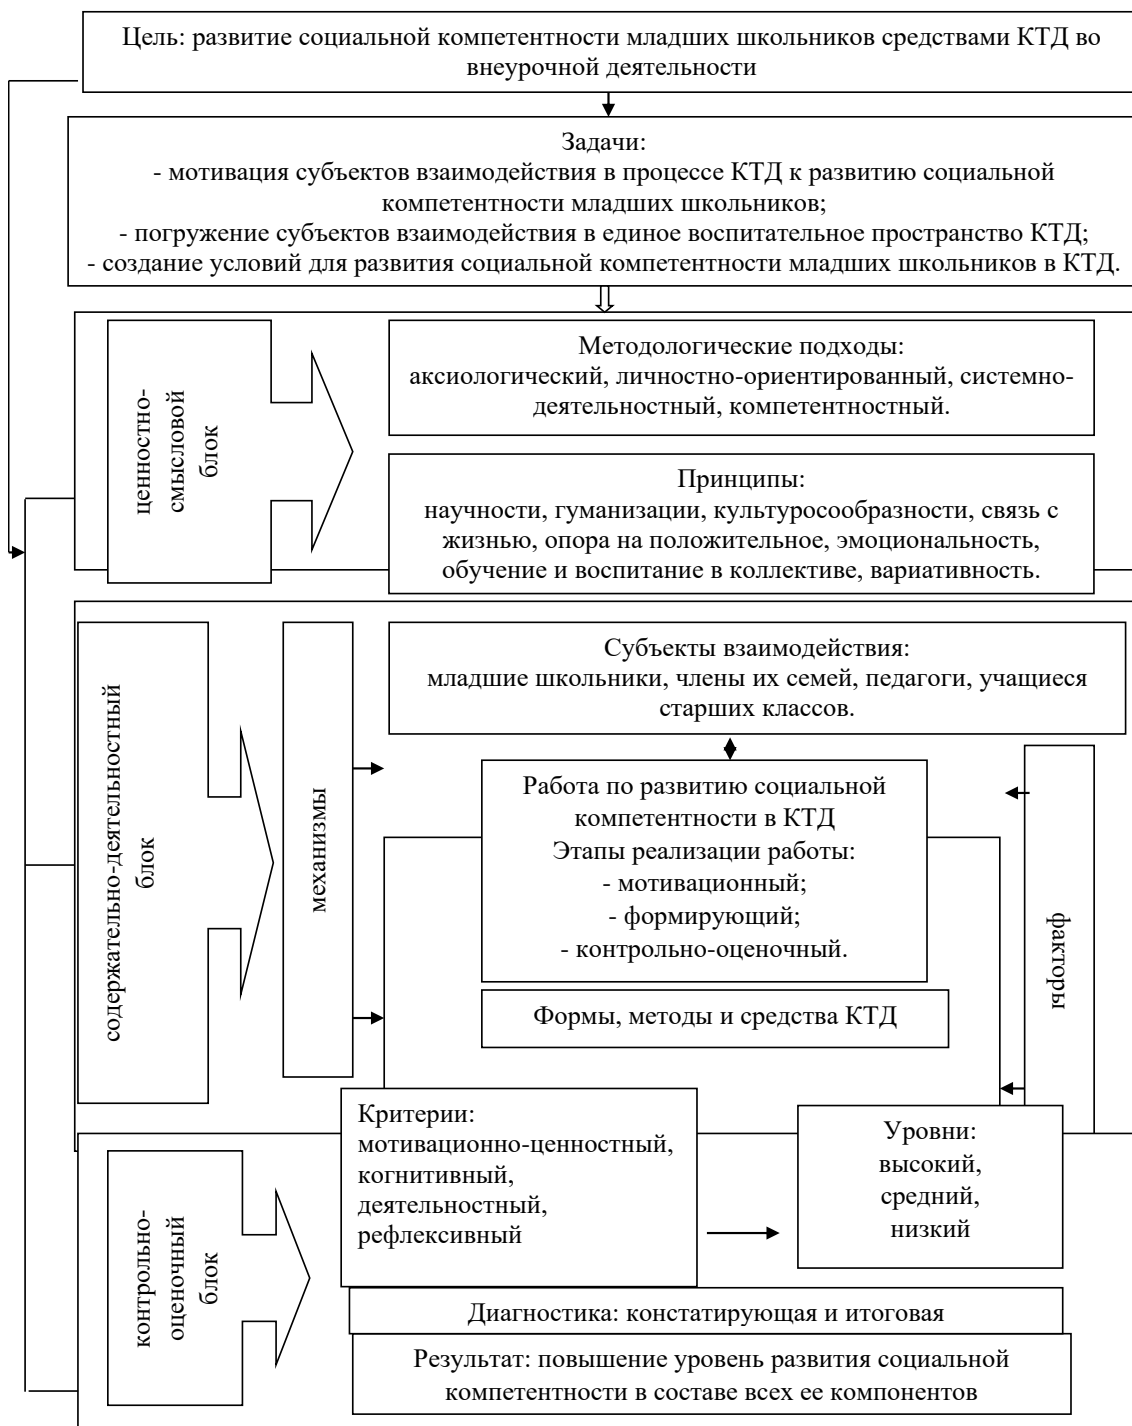 Цель: развитие социальной компетентности младших школьников средствами КТД во
внеурочной деятельности
Задачи:
- мотивация субъектов взаимодействия в процессе КТД к развитию социальной
компетентности младших школьников;
- погружение субъектов взаимодействия в единое воспитательное пространство КТД;
- создание условий для развития социальной компетентности младших школьников в КТД.
ценностно-
смысловой
блок
Методологические подходы:
аксиологический, личностно-ориентированный, системно-
деятельностный, компетентностный.
Принципы:
научности, гуманизации, культуросообразности, связь с
жизнью, опора на положительное, эмоциональность,
обучение и воспитание в коллективе, вариативность.
содержательно-деятельностный
блок
механизмы
Субъекты взаимодействия:
младшие школьники, члены их семей, педагоги, учащиеся
старших классов.
Работа по развитию социальной
компетентности в КТД
Этапы реализации работы:
- мотивационный;
- формирующий;
- контрольно-оценочный.
Формы, методы и средства КТД
факторы
контрольно-
оценочный
блок
Критерии:
мотивационно-ценностный,
когнитивный,
деятельностный,
рефлексивный
Уровни:
высокий,
средний,
низкий
Диагностика: констатирующая и итоговая
Результат: повышение уровень развития социальной
компетентности в составе всех ее компонентов